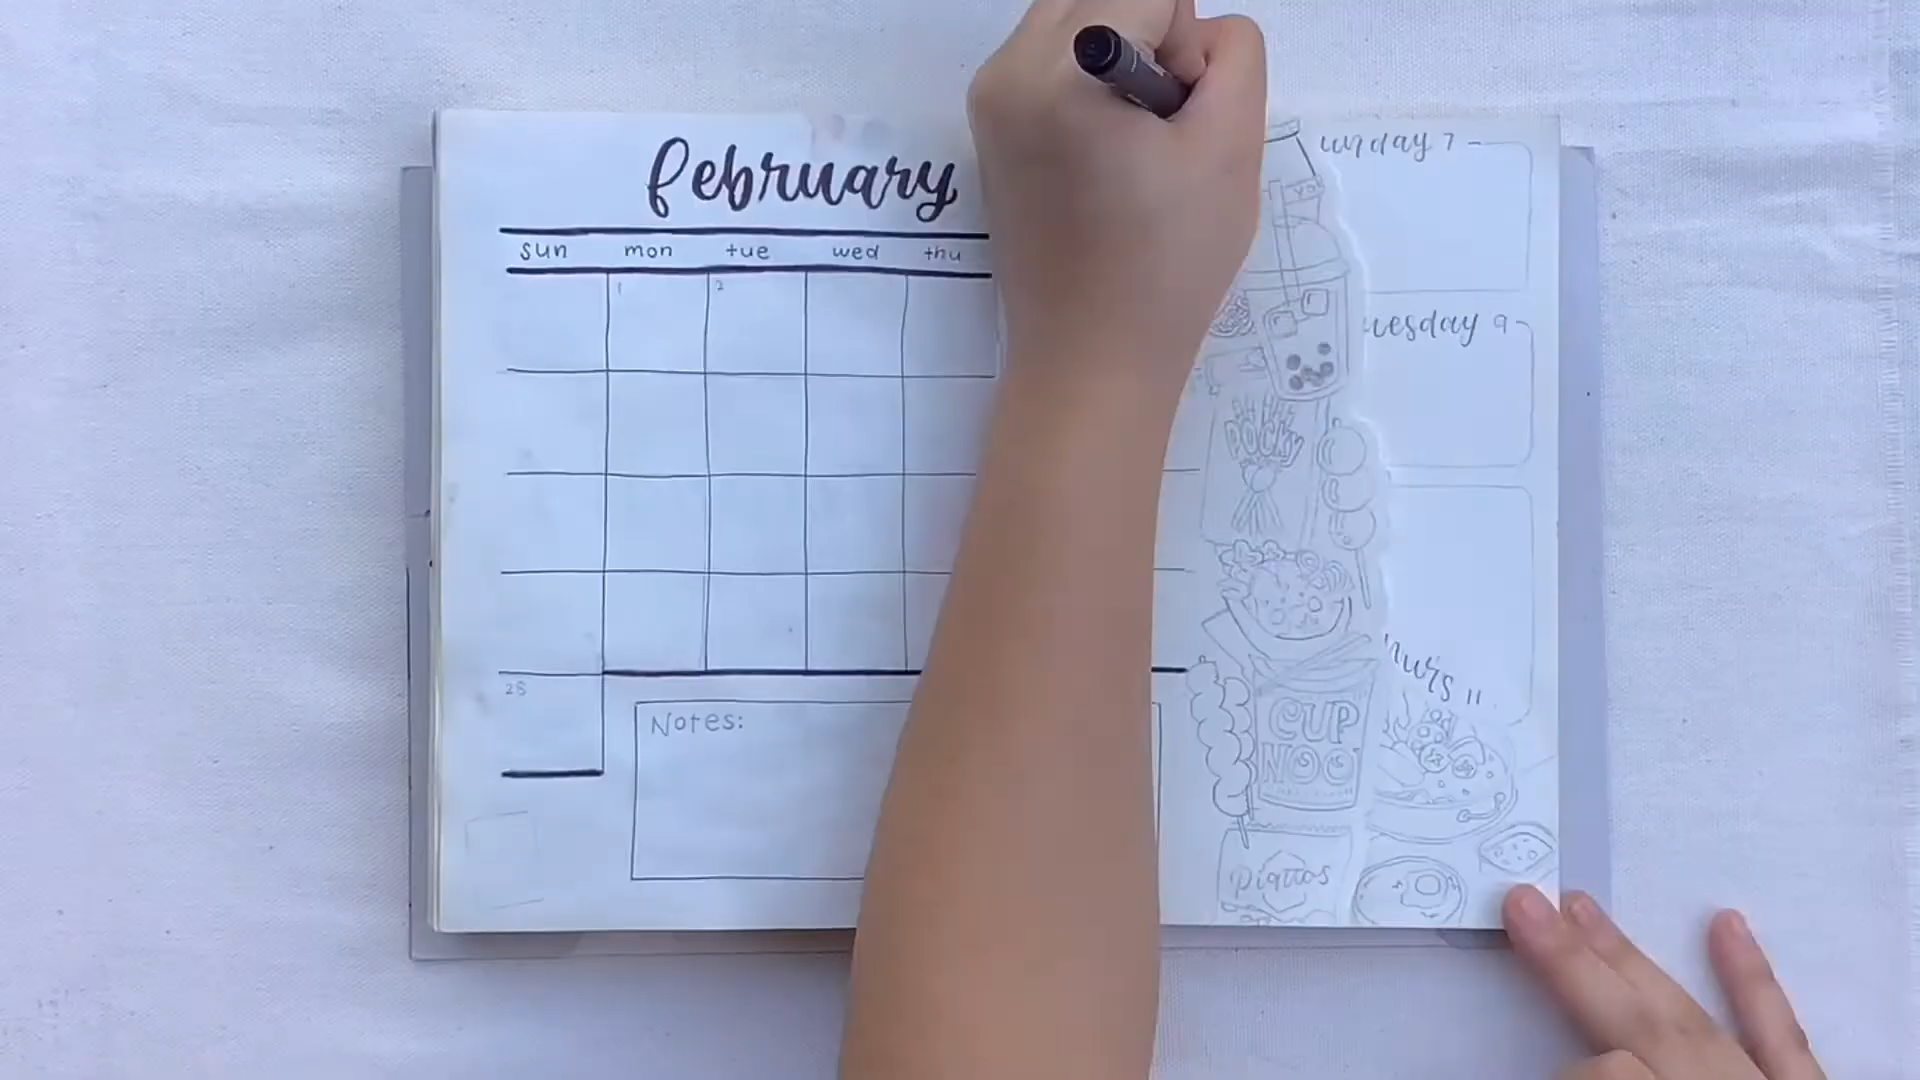 february
sun mon tue wed thu
1 2
28
Notes:
unday 7
uesday 9
POCKY
hurs 11
CUP
NOO
Piattos